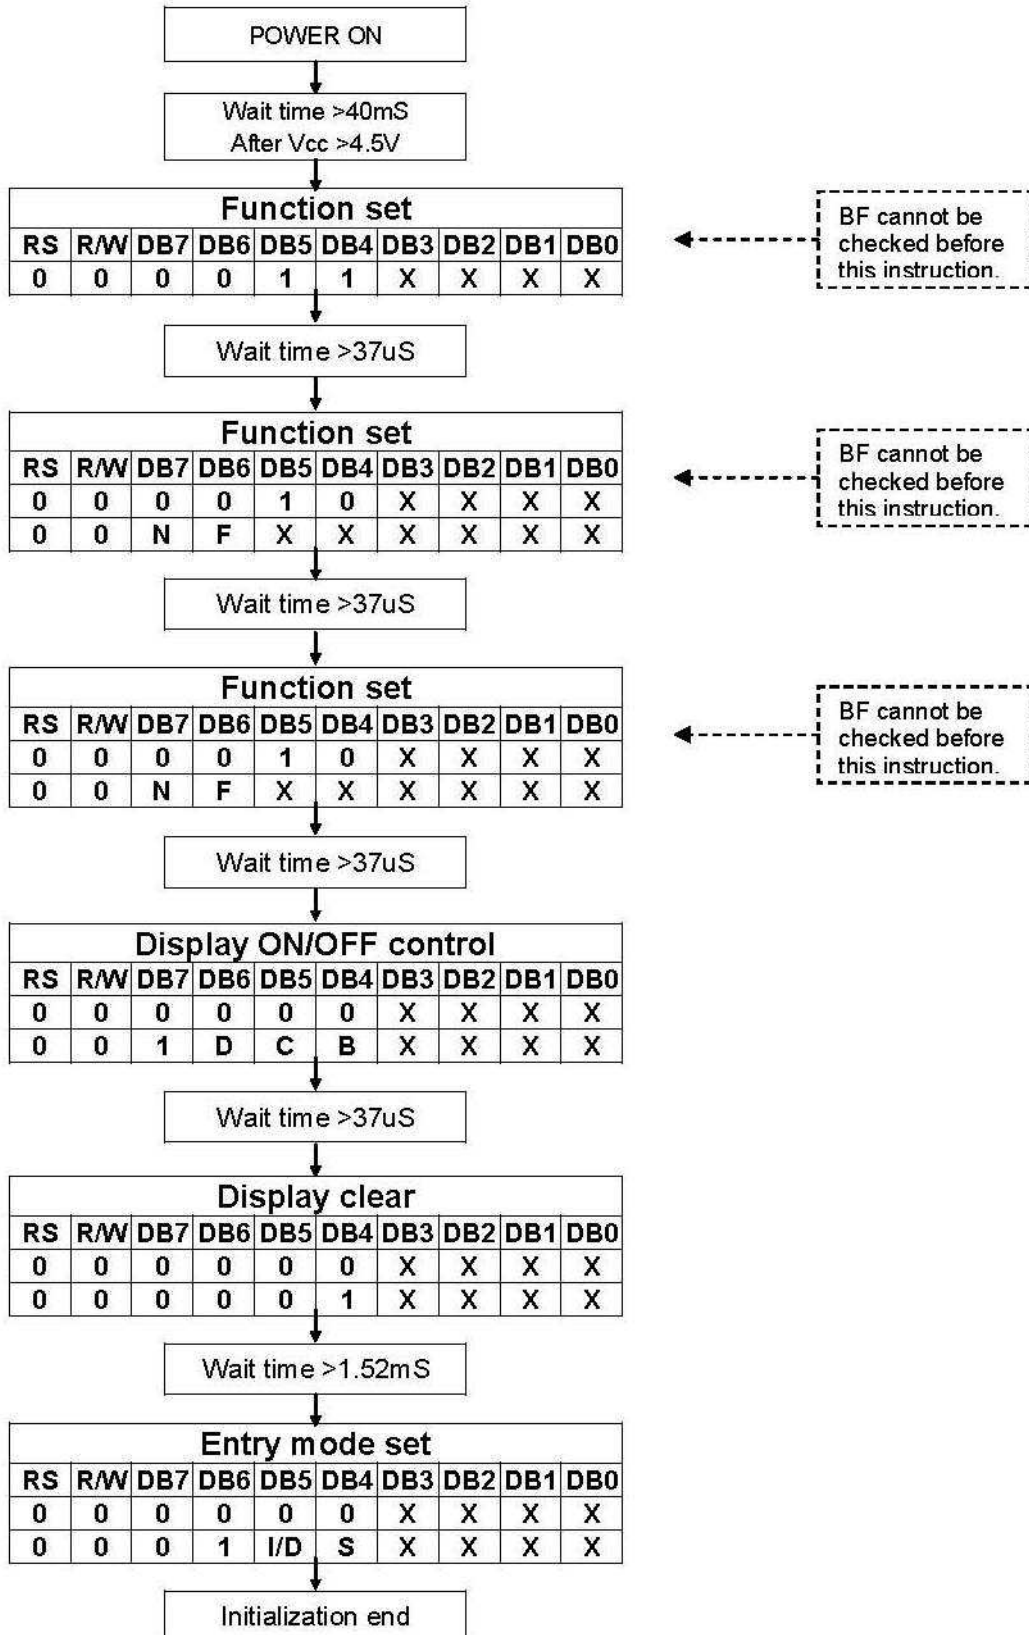 POWER ON
Wait time >40mS
After Vcc >4.5V
Function set
RS R/W DB7 DB6 DB5 DB4 DB3 DB2 DB1 DB0
0 0 0 0 1 1 X X X X
BF cannot be
checked before
this instruction.
Wait time >37uS
Function set
RS R/W DB7 DB6 DB5 DB4 DB3 DB2 DB1 DB0
0 0 0 0 1 0 X X X X
0 0 N F X X X X X X
BF cannot be
checked before
this instruction.
Wait time >37uS
Function set
RS R/W DB7 DB6 DB5 DB4 DB3 DB2 DB1 DB0
0 0 0 0 1 0 X X X X
0 0 N F X X X X X X
BF cannot be
checked before
this instruction.
Wait time >37uS
Display ON/OFF control
RS R/W DB7 DB6 DB5 DB4 DB3 DB2 DB1 DB0
0 0 0 0 0 0 X X X X
0 0 1 D C B X X X X
Wait time >37uS
Display clear
RS R/W DB7 DB6 DB5 DB4 DB3 DB2 DB1 DB0
0 0 0 0 0 0 X X X X
0 0 0 0 0 1 X X X X
Wait time >1.52mS
Entry mode set
RS R/W DB7 DB6 DB5 DB4 DB3 DB2 DB1 DB0
0 0 0 0 0 0 X X X X
0 0 0 1 I/D S X X X X
Initialization end